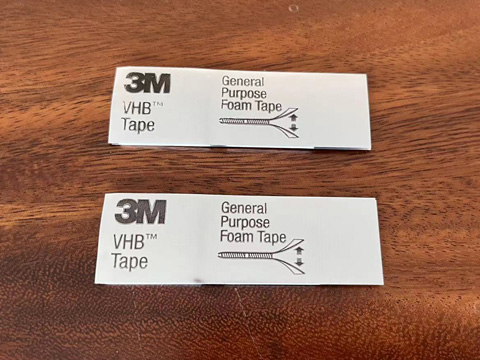 3M
VHB™
Tape
General
Purpose
Foam Tape
3M
VHB™
Tape
General
Purpose
Foam Tape